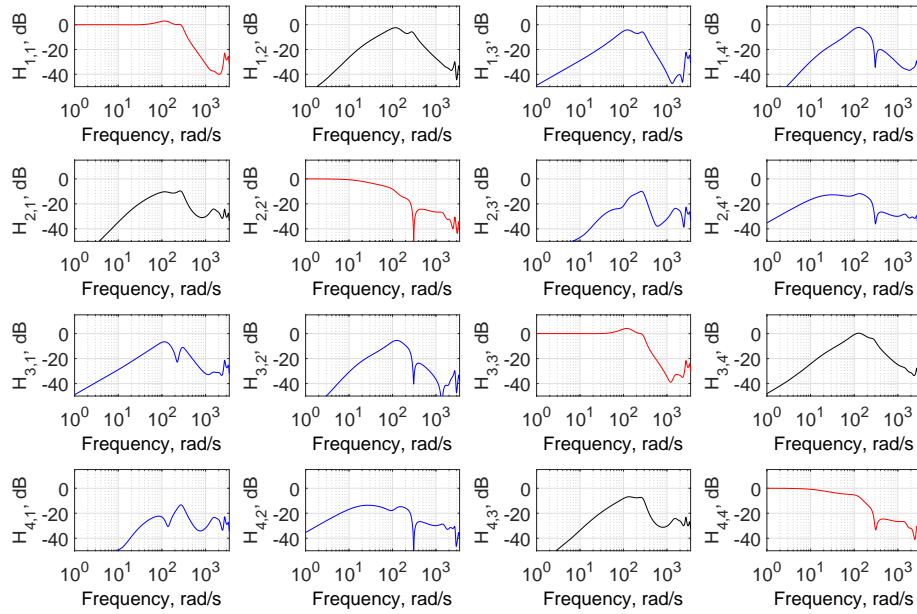 H1,1, dB
0
-20
-40
10^0 10^1 10^2 10^3
Frequency, rad/s
H1,2, dB
0
-20
-40
10^0 10^1 10^2 10^3
Frequency, rad/s
H1,3, dB
0
-20
-40
10^0 10^1 10^2 10^3
Frequency, rad/s
H1,4, dB
0
-20
-40
10^0 10^1 10^2 10^3
Frequency, rad/s
H2,1, dB
0
-20
-40
10^0 10^1 10^2 10^3
Frequency, rad/s
H2,2, dB
0
-20
-40
10^0 10^1 10^2 10^3
Frequency, rad/s
H2,3, dB
0
-20
-40
10^0 10^1 10^2 10^3
Frequency, rad/s
H2,4, dB
0
-20
-40
10^0 10^1 10^2 10^3
Frequency, rad/s
H3,1, dB
0
-20
-40
10^0 10^1 10^2 10^3
Frequency, rad/s
H3,2, dB
0
-20
-40
10^0 10^1 10^2 10^3
Frequency, rad/s
H3,3, dB
0
-20
-40
10^0 10^1 10^2 10^3
Frequency, rad/s
H3,4, dB
0
-20
-40
10^0 10^1 10^2 10^3
Frequency, rad/s
H4,1, dB
0
-20
-40
10^0 10^1 10^2 10^3
Frequency, rad/s
H4,2, dB
0
-20
-40
10^0 10^1 10^2 10^3
Frequency, rad/s
H4,3, dB
0
-20
-40
10^0 10^1 10^2 10^3
Frequency, rad/s
H4,4, dB
0
-20
-40
10^0 10^1 10^2 10^3
Frequency, rad/s